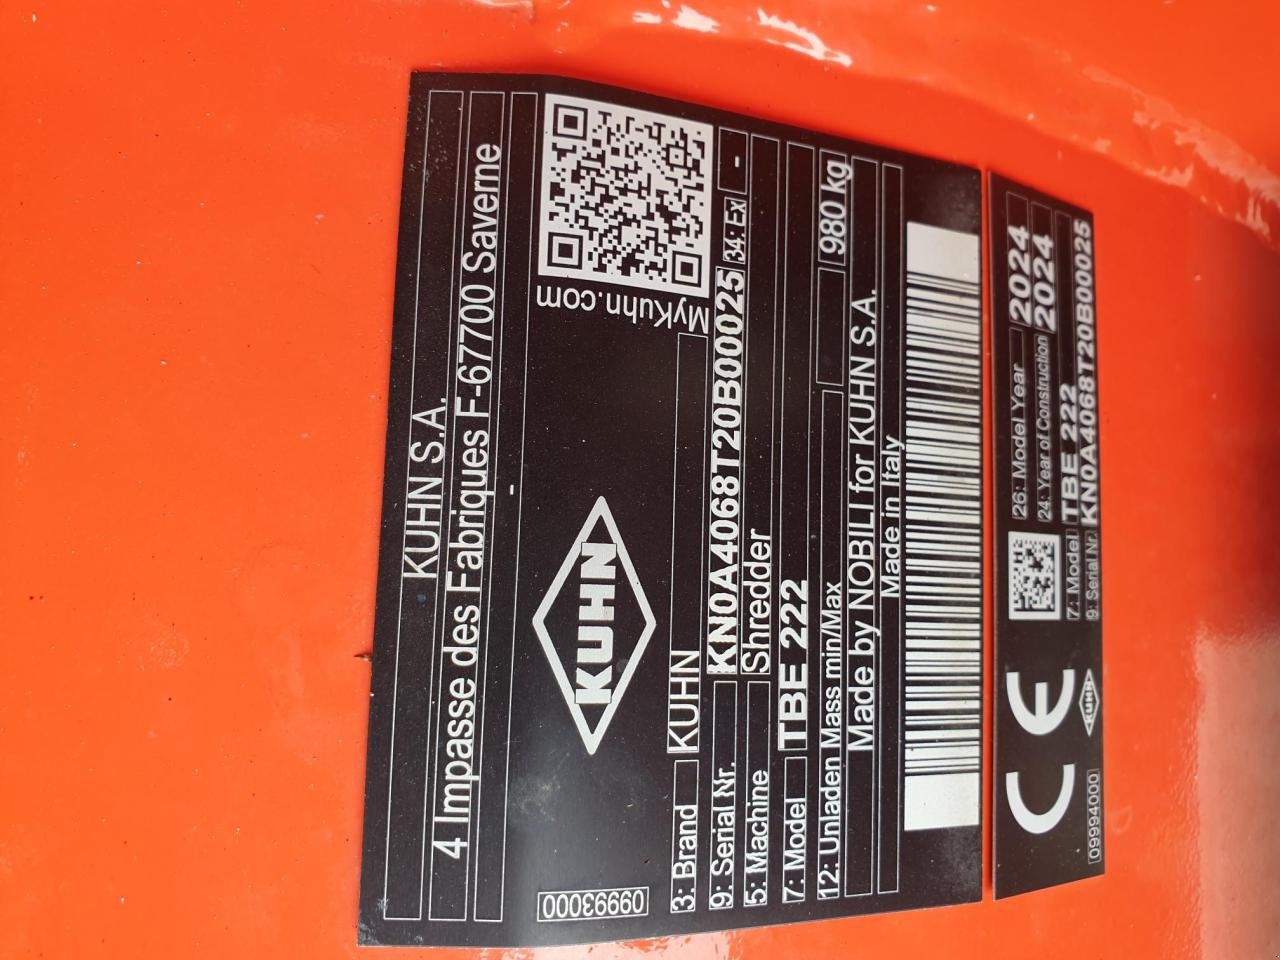 KUHN S.A.
4 Impasse des Fabriques F-67700 Saverne
-
09993000
KUHN
MyKuhn.com
3: Brand KUHN
9: Serial Nr. KN0A4068T20B00025 34: Ex -
5: Machine Shredder
7: Model TBE 222
12: Unladen Mass min/Max 980 kg
Made by NOBILI for KUHN S.A.
Made in Italy
09994000
CE
KUHN
26: Model Year 2024
24: Year of Construction 2024
7: Model TBE 222
9: Serial Nr. KN0A4068T20B00025